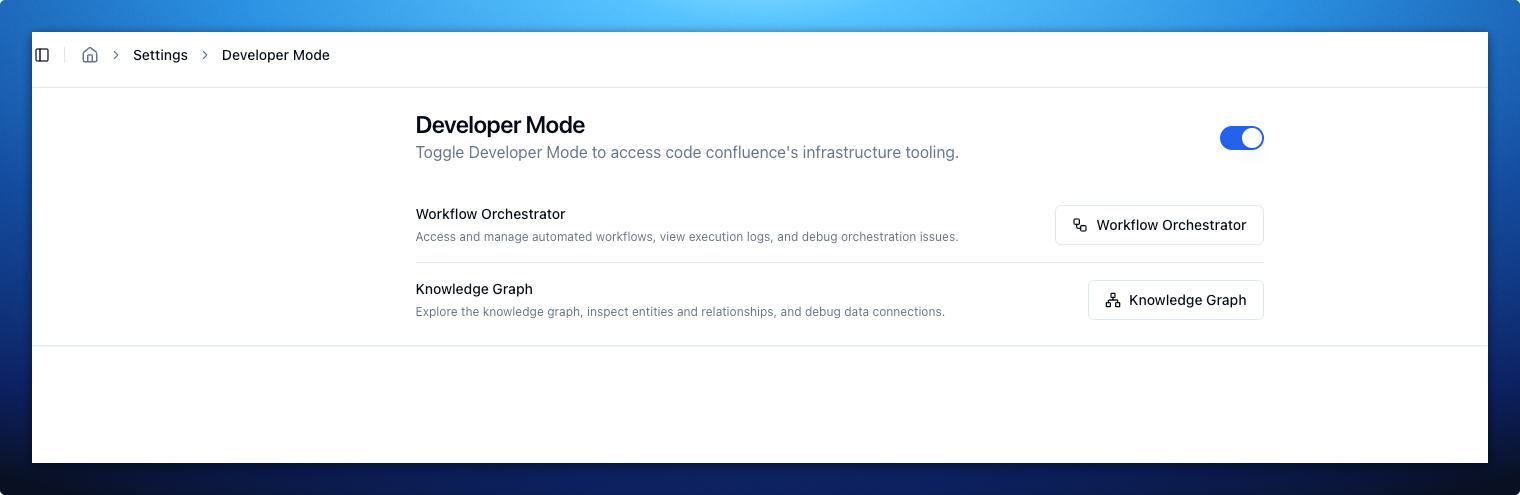 Settings Developer Mode
Developer Mode
Toggle Developer Mode to access code confluence's infrastructure tooling.
Workflow Orchestrator
Access and manage automated workflows, view execution logs, and debug orchestration issues.
Workflow Orchestrator
Knowledge Graph
Explore the knowledge graph, inspect entities and relationships, and debug data connections.
Knowledge Graph